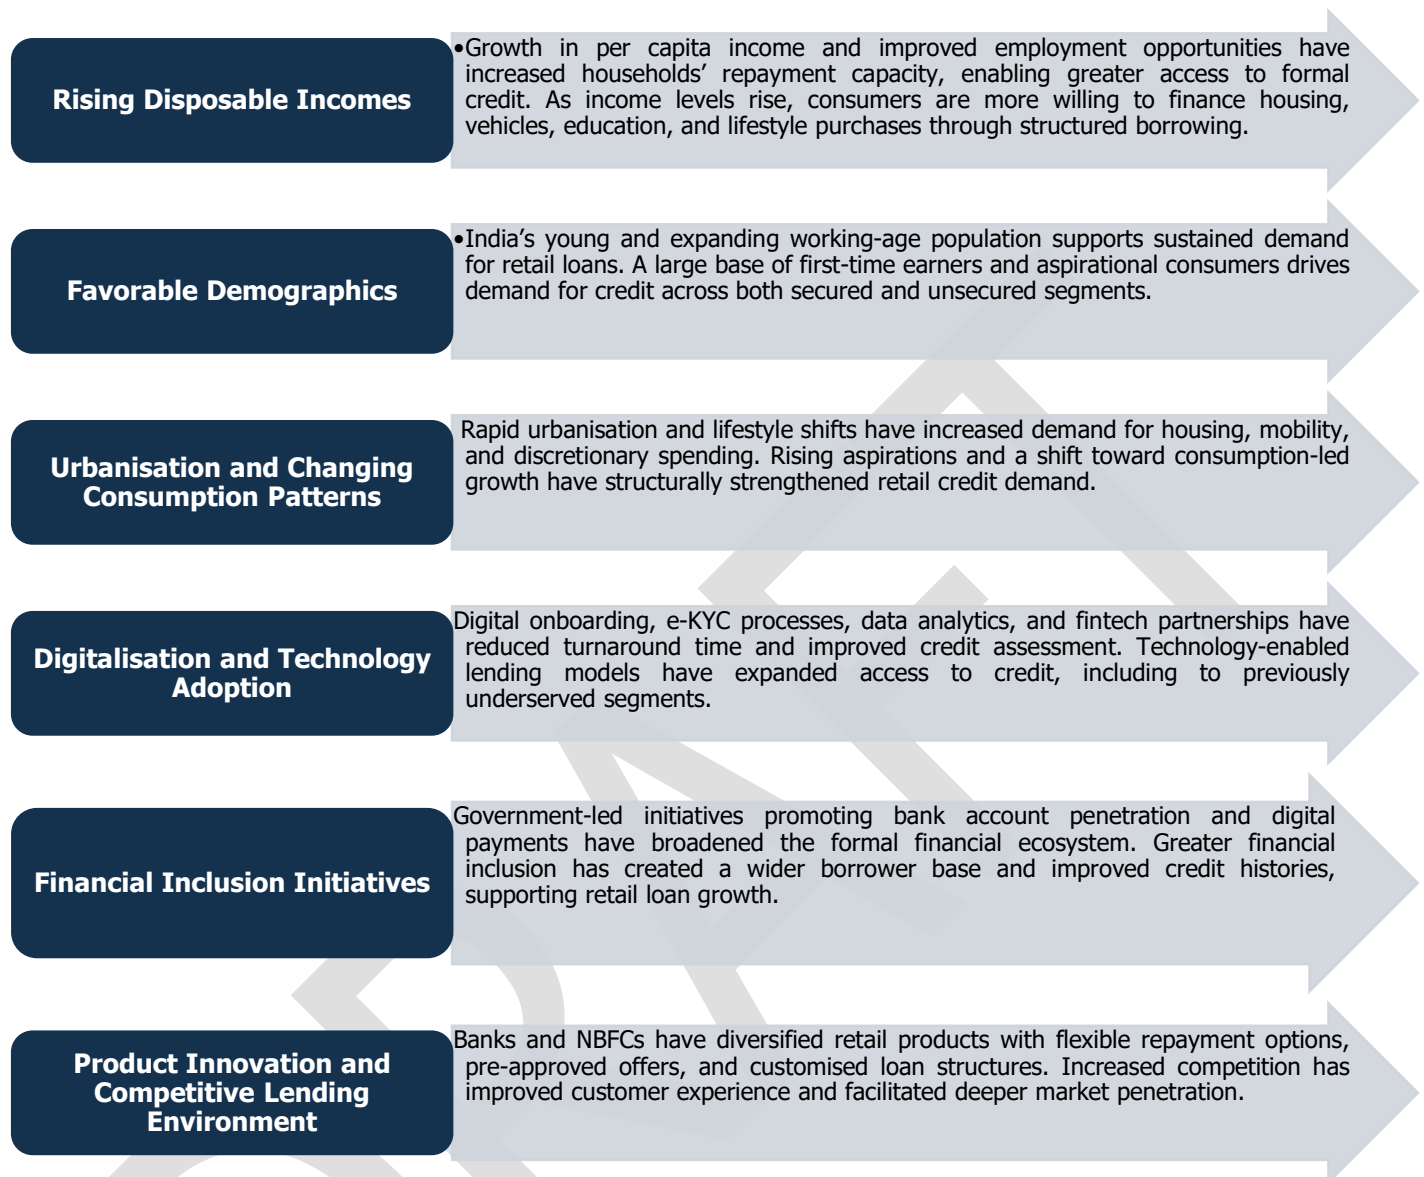 Rising Disposable Incomes
•Growth in per capita income and improved employment opportunities have
increased households’ repayment capacity, enabling greater access to formal
credit. As income levels rise, consumers are more willing to finance housing,
vehicles, education, and lifestyle purchases through structured borrowing.
Favorable Demographics
•India’s young and expanding working-age population supports sustained demand
for retail loans. A large base of first-time earners and aspirational consumers drives
demand for credit across both secured and unsecured segments.
Urbanisation and Changing
Consumption Patterns
Rapid urbanisation and lifestyle shifts have increased demand for housing, mobility,
and discretionary spending. Rising aspirations and a shift toward consumption-led
growth have structurally strengthened retail credit demand.
Digitalisation and Technology
Adoption
Digital onboarding, e-KYC processes, data analytics, and fintech partnerships have
reduced turnaround time and improved credit assessment. Technology-enabled
lending models have expanded access to credit, including to previously
underserved segments.
Financial Inclusion Initiatives
Government-led initiatives promoting bank account penetration and digital
payments have broadened the formal financial ecosystem. Greater financial
inclusion has created a wider borrower base and improved credit histories,
supporting retail loan growth.
Product Innovation and
Competitive Lending
Environment
Banks and NBFCs have diversified retail products with flexible repayment options,
pre-approved offers, and customised loan structures. Increased competition has
improved customer experience and facilitated deeper market penetration.
DRAFT